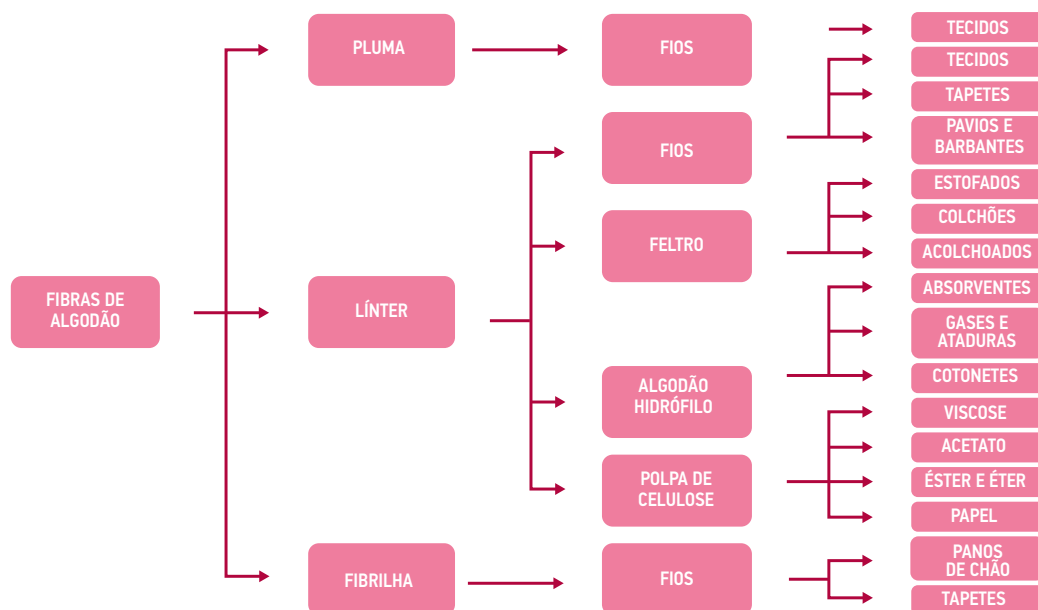 FIBRAS DE
ALGODÃO
PLUMA
LÍNTER
FIBRILHA
FIOS
FIOS
FELTRO
ALGODÃO
HIDRÓFILO
POLPA DE
CELULOSE
FIOS
TECIDOS
TECIDOS
TAPETES
PAVIOS E
BARBANTES
ESTOFADOS
COLCHÕES
ACOLCHOADOS
ABSORVENTES
GASES E
ATADURAS
COTONETES
VISCOSE
ACETATO
ÉSTER E ÉTER
PAPEL
PANOS
DE CHÃO
TAPETES